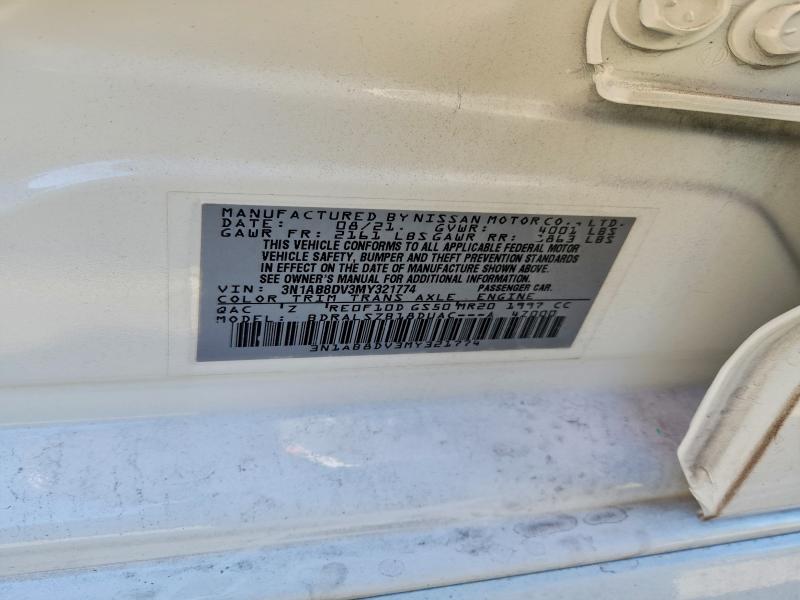 MANUFACTURED BY NISSAN MOTOR CO., LTD.
DATE: 08/21. GVWR: 4001 LBS
GAWR FR: 2161 LBS GAWR RR: 1863 LBS
THIS VEHICLE CONFORMS TO ALL APPLICABLE FEDERAL MOTOR
VEHICLE SAFETY, BUMPER AND THEFT PREVENTION STANDARDS
IN EFFECT ON THE DATE OF MANUFACTURE SHOWN ABOVE.
SEE OWNER'S MANUAL FOR ADDITIONAL INFORMATION.
VIN: 3N1AB8DV3MY321774 PASSENGER CAR.
COLOR TRIM TRANS AXLE ENGINE
QAC Z RE0F10D GS50 MR20 1997 CC
MODEL: BDRALSZB18DUAC---A 47000
3N1AB8DV3MY321774